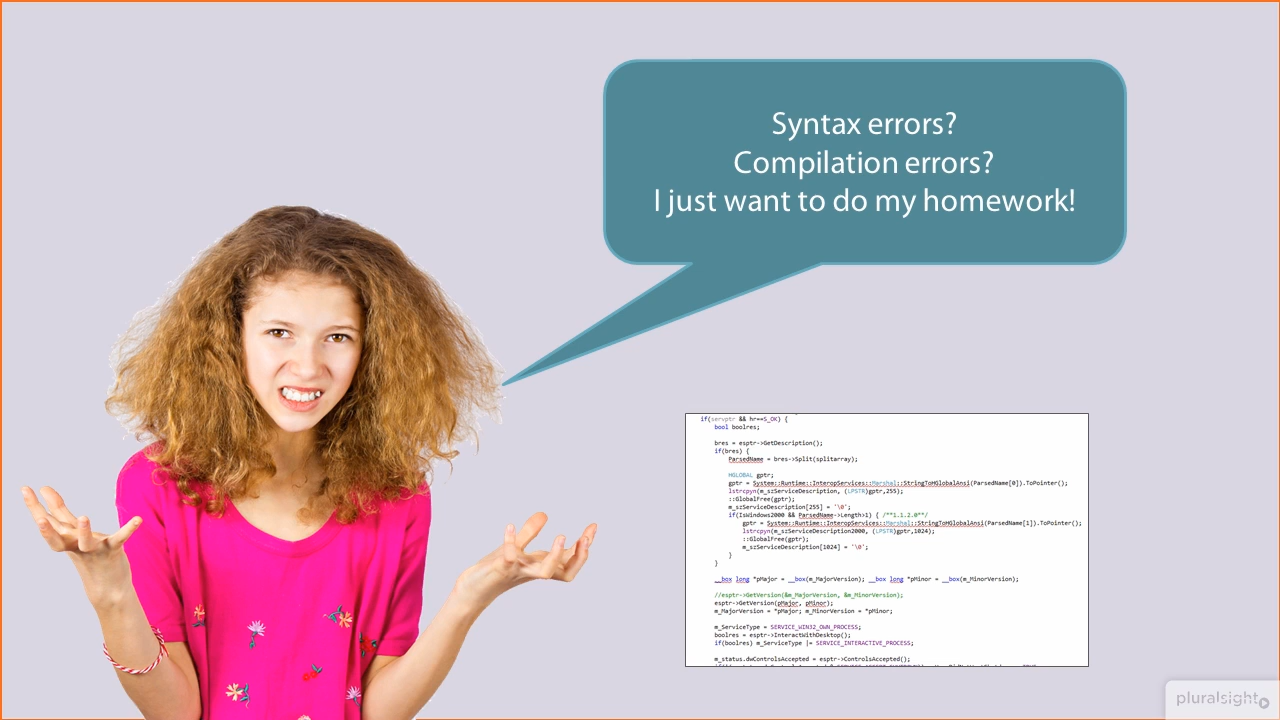 Syntax errors?
Compilation errors?
I just want to do my homework!
if(servptr && hr==S_OK) {
bool boolres;
bres = esptr->GetDescription();
if(bres) {
ParsedName = bres->Split(splitarray);
HGLOBAL gptr;
gptr = System::Runtime::InteropServices::Marshal::StringToHGlobalAnsi(ParsedName[0]).ToPointer();
lstrcpyn(m_szServiceDescription, (LPSTR)gptr,255);
::GlobalFree(gptr);
m_szServiceDescription[255] = '\0';
if(IsWindows2000 && ParsedName->Length>1) { /**1.1.2.0**/
gptr = System::Runtime::InteropServices::Marshal::StringToHGlobalAnsi(ParsedName[1]).ToPointer();
lstrcpyn(m_szServiceDescription2000, (LPSTR)gptr,1024);
::GlobalFree(gptr);
m_szServiceDescription[1024] = '\0';
}
}
__box long *pMajor = __box(m_MajorVersion); __box long *pMinor = __box(m_MinorVersion);
//esptr->GetVersion(&m_MajorVersion, &m_MinorVersion);
esptr->GetVersion(pMajor, pMinor);
m_MajorVersion = *pMajor; m_MinorVersion = *pMinor;
m_ServiceType = SERVICE_WIN32_OWN_PROCESS;
boolres = esptr->InteractWithDesktop();
if(boolres) m_ServiceType |= SERVICE_INTERACTIVE_PROCESS;
m_status.dwControlsAccepted = esptr->ControlsAccepted();
pluralsight